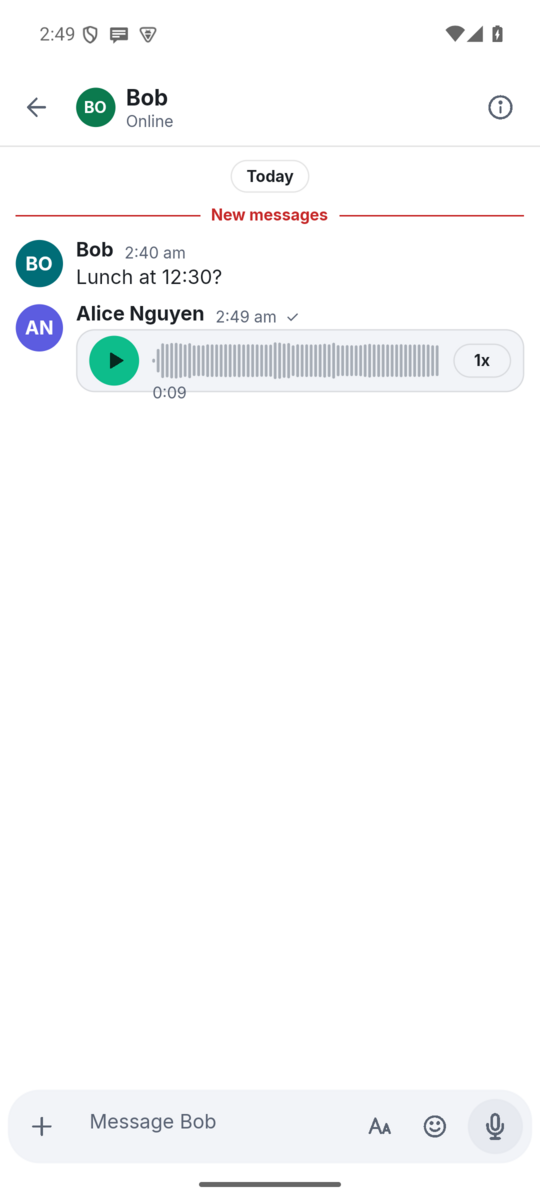 2:49
BO
Bob
Online
Today
New messages
BO
Bob 2:40 am
Lunch at 12:30?
AN
Alice Nguyen 2:49 am
1x
0:09
Message Bob
AA